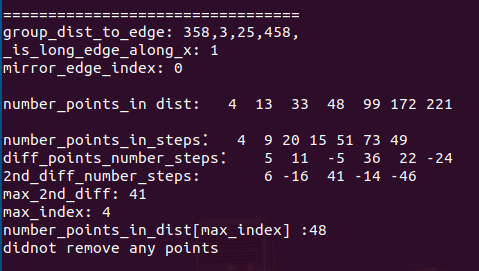 =================================
group_dist_to_edge: 358,3,25,458,
_is_long_edge_along_x: 1
mirror_edge_index: 0
number_points_in dist:   4  13  33  48  99 172 221
number_points_in_steps:   4  9 20 15 51 73 49
diff_points_number_steps:    5  11  -5  36  22 -24
2nd_diff_number_steps:       6 -16  41 -14 -46
max_2nd_diff: 41
max_index: 4
number_points_in_dist[max_index] :48
didnot remove any points